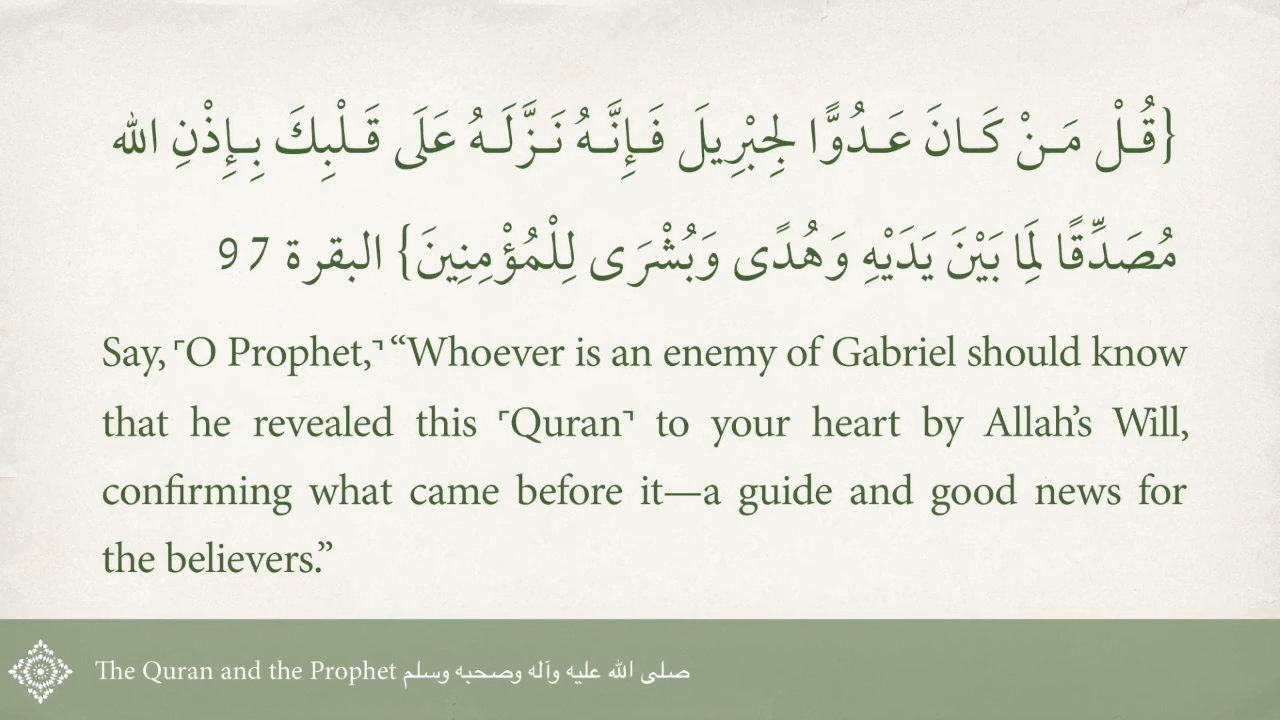 {قُلْ مَنْ كَانَ عَدُوًّا لِجِبْرِيلَ فَإِنَّهُ نَزَّلَهُ عَلَى قَلْبِكَ بِإِذْنِ الله
مُصَدِّقًا لِمَا بَيْنَ يَدَيْهِ وَهُدًى وَبُشْرَى لِلْمُؤْمِنِينَ} البقرة 97
Say, ⸢O Prophet,⸣ “Whoever is an enemy of Gabriel should know
that he revealed this ⸢Quran⸣ to your heart by Allah’s Will,
confirming what came before it—a guide and good news for
the believers.”
The Quran and the Prophet صلى الله عليه وآله وصحبه وسلم